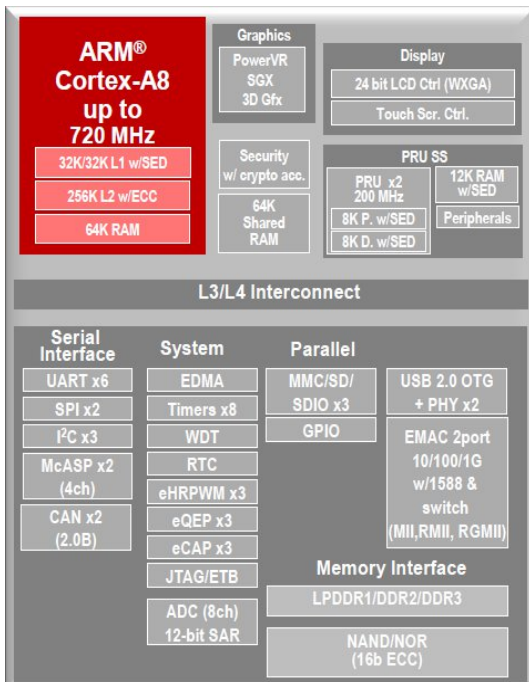 ARM®
Cortex-A8
up to
720 MHz
32K/32K L1 w/SED
256K L2 w/ECC
64K RAM
Graphics
PowerVR
SGX
3D Gfx
Security
w/ crypto acc.
64K
Shared
RAM
Display
24 bit LCD Ctrl (WXGA)
Touch Scr. Ctrl.
PRU SS
PRU x2
200 MHz
8K P. w/SED
8K D. w/SED
12K RAM
w/SED
Peripherals
L3/L4 Interconnect
Serial
Interface
UART x6
SPI x2
I²C x3
McASP x2
(4ch)
CAN x2
(2.0B)
System
EDMA
Timers x8
WDT
RTC
eHRPWM x3
eQEP x3
eCAP x3
JTAG/ETB
ADC (8ch)
12-bit SAR
Parallel
MMC/SD/
SDIO x3
GPIO
USB 2.0 OTG
+ PHY x2
EMAC 2port
10/100/1G
w/1588 &
switch
(MII,RMII, RGMII)
Memory Interface
LPDDR1/DDR2/DDR3
NAND/NOR
(16b ECC)